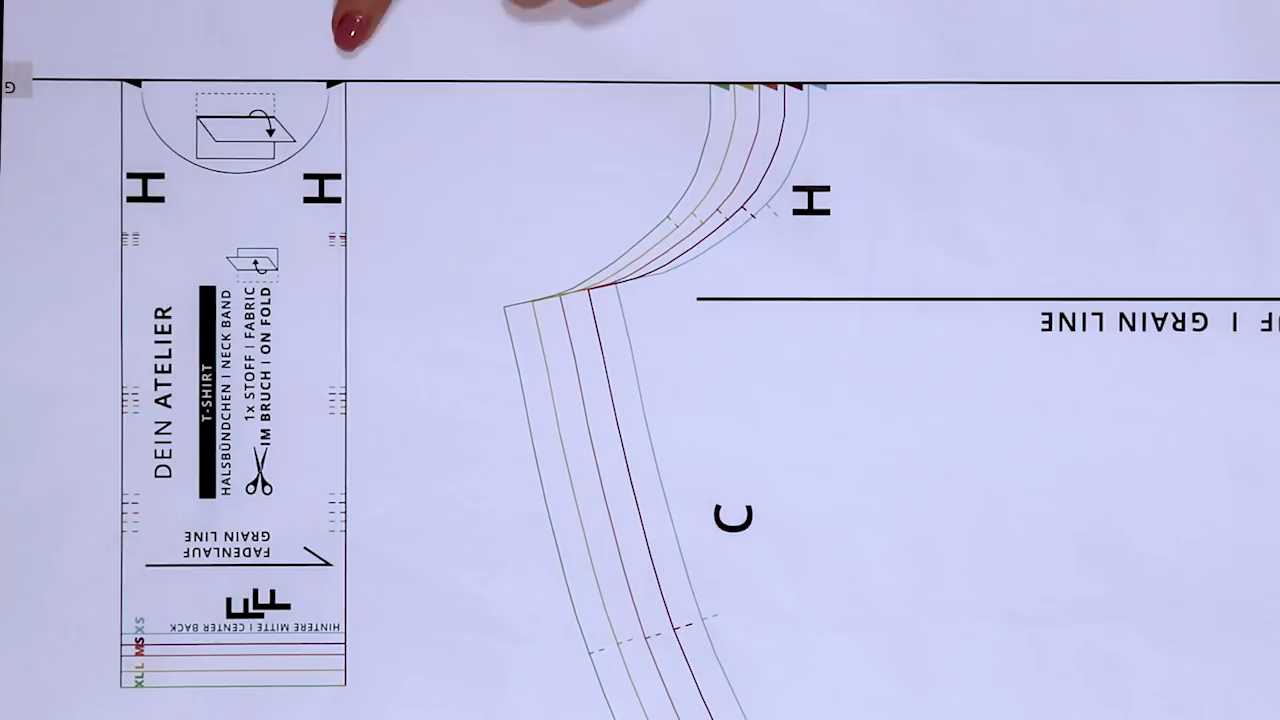 G
H
H
DEIN ATELIER
T-SHIRT
HALSBÜNDCHEN I NECK BAND
1x STOFF I FABRIC
IM BRUCH I ON FOLD
FADENLAUF
GRAIN LINE
F
F
HINTERE MITTE I CENTER BACK
XL L M S XS
H
UF I GRAIN LINE
C